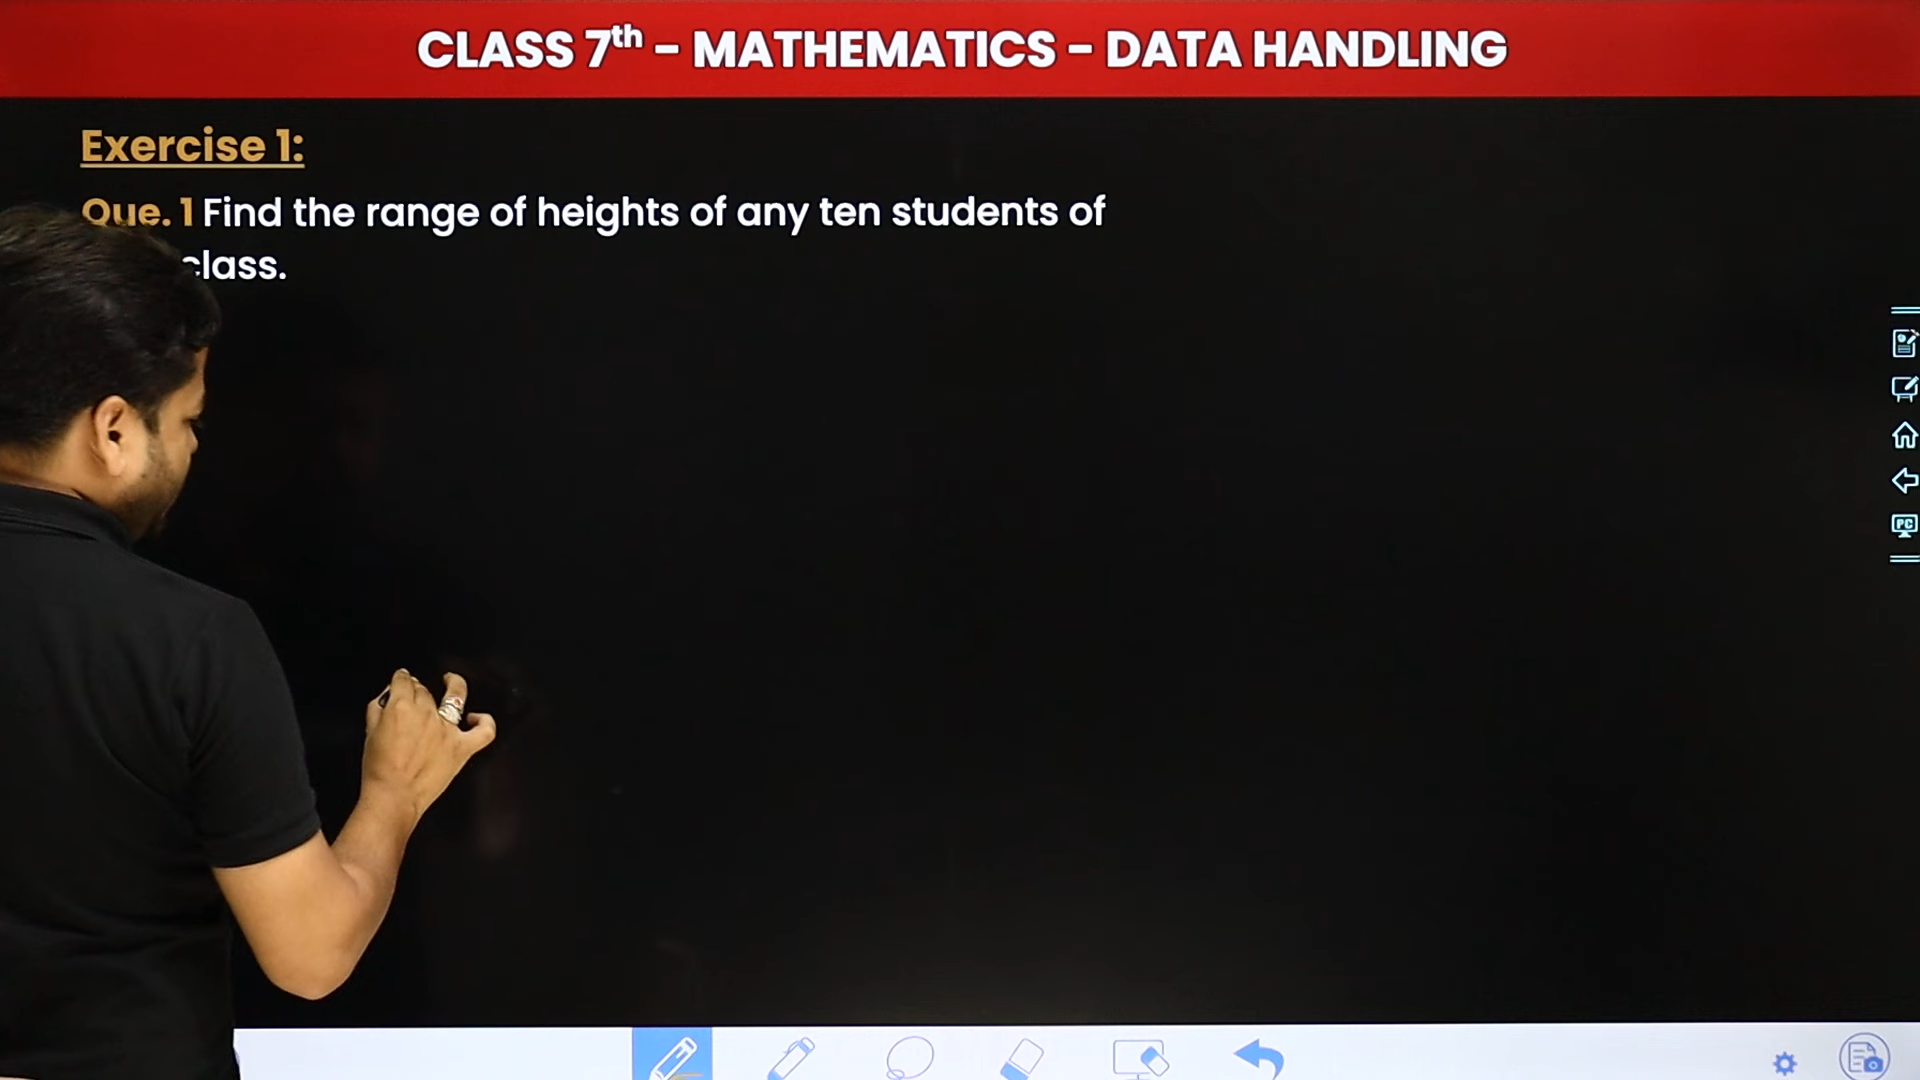 CLASS 7th - MATHEMATICS - DATA HANDLING
Exercise 1:
Que. 1 Find the range of heights of any ten students of
class.
PC